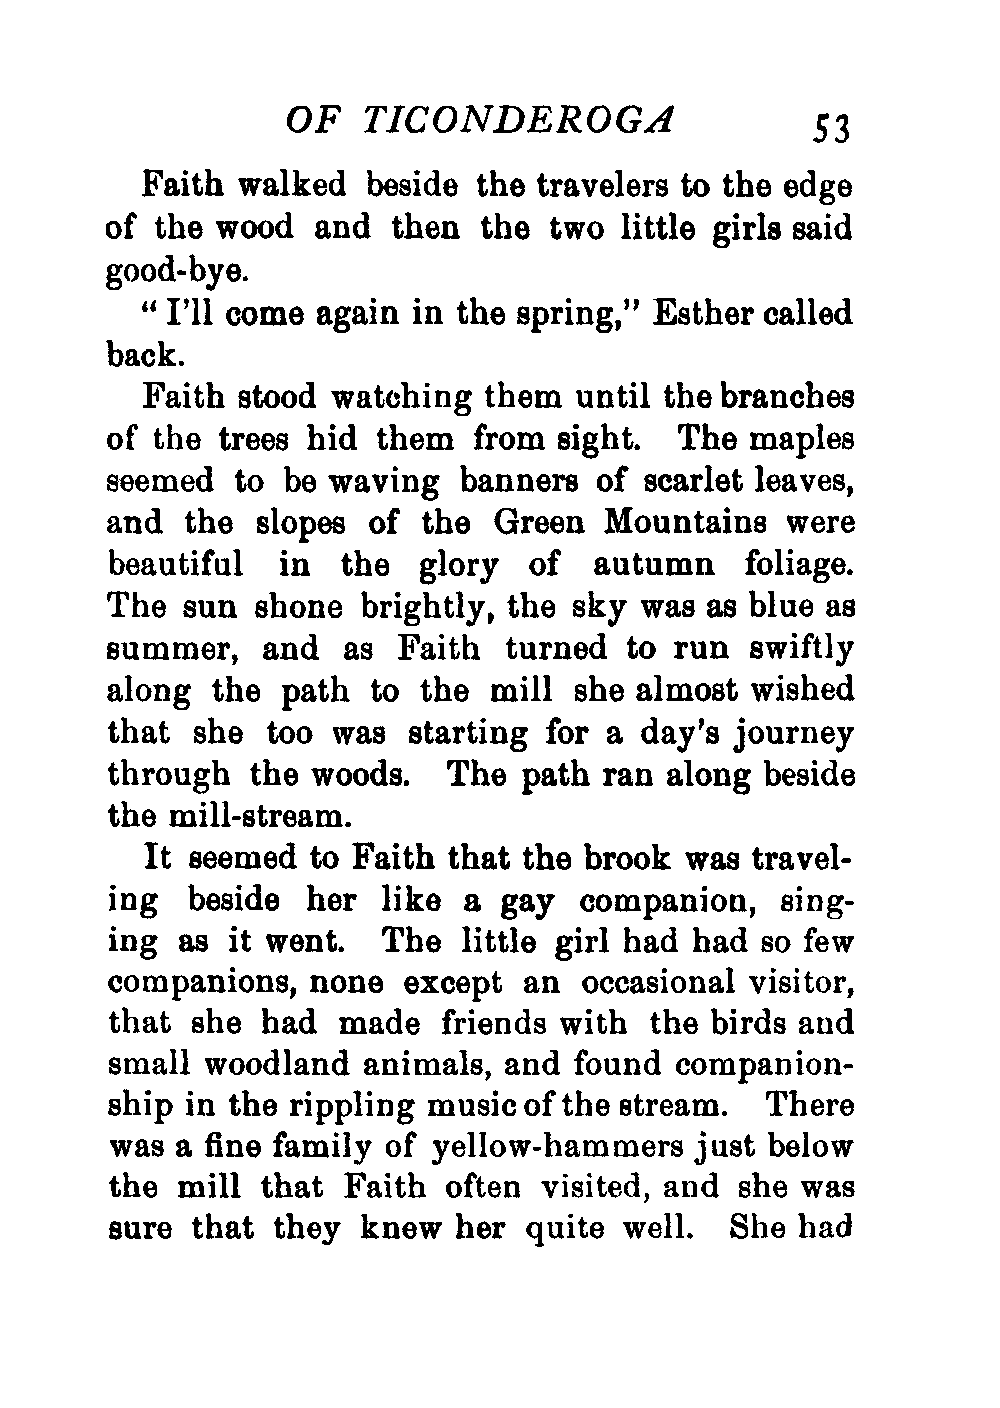 OF TICONDEROGA 53
Faith walked beside the travelers to the edge
of the wood and then the two little girls said
good-bye.
“ I'll come again in the spring,” Esther called
back.
Faith stood watching them until the branches
of the trees hid them from sight. The maples
seemed to be waving banners of scarlet leaves,
and the slopes of the Green Mountains were
beautiful in the glory of autumn foliage.
The sun shone brightly, the sky was as blue as
summer, and as Faith turned to run swiftly
along the path to the mill she almost wished
that she too was starting for a day's journey
through the woods. The path ran along beside
the mill-stream.
It seemed to Faith that the brook was travel-
ing beside her like a gay companion, sing-
ing as it went. The little girl had had so few
companions, none except an occasional visitor,
that she had made friends with the birds and
small woodland animals, and found companion-
ship in the rippling music of the stream. There
was a fine family of yellow-hammers just below
the mill that Faith often visited, and she was
sure that they knew her quite well. She had